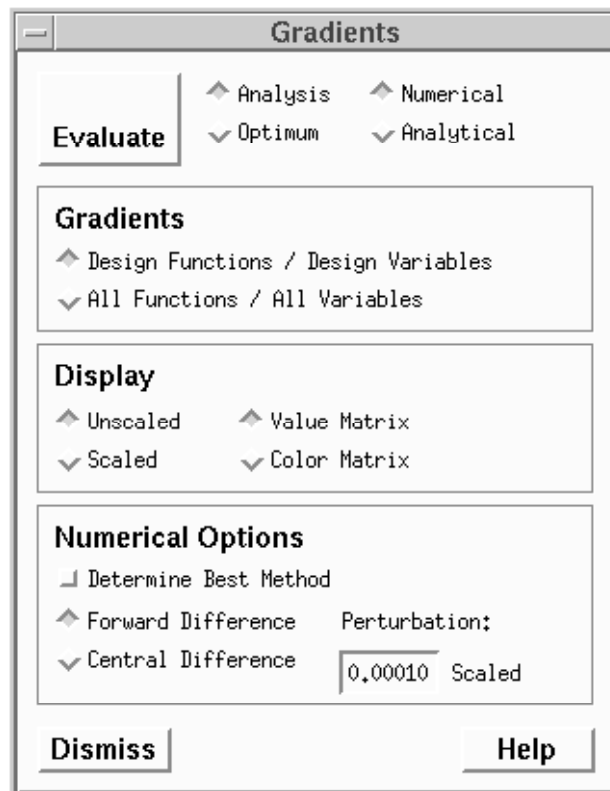 Gradients
Analysis Numerical
Evaluate Optimum Analytical
Gradients
Design Functions / Design Variables
All Functions / All Variables
Display
Unscaled Value Matrix
Scaled Color Matrix
Numerical Options
Determine Best Method
Forward Difference Perturbation:
Central Difference 0.00010 Scaled
Dismiss Help